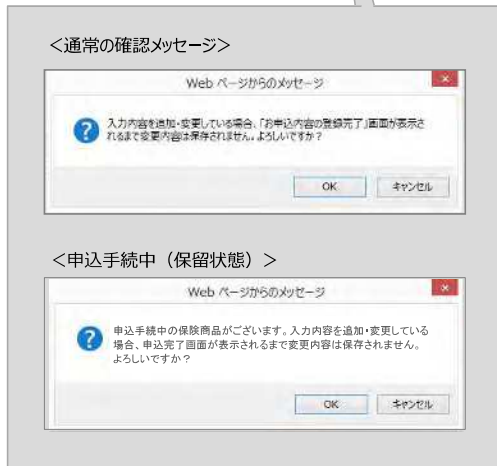 ＜通常の確認メッセージ＞
Web ページからのメッセージ
入力内容を追加・変更している場合、「お申込内容の登録完了」画面が表示さ
れるまで変更内容は保存されません。よろしいですか？
OK キャンセル
＜申込手続中（保留状態）＞
Web ページからのメッセージ
申込手続中の保険商品がございます。入力内容を追加・変更している
場合、申込完了画面が表示されるまで変更内容は保存されません。
よろしいですか？
OK キャンセル